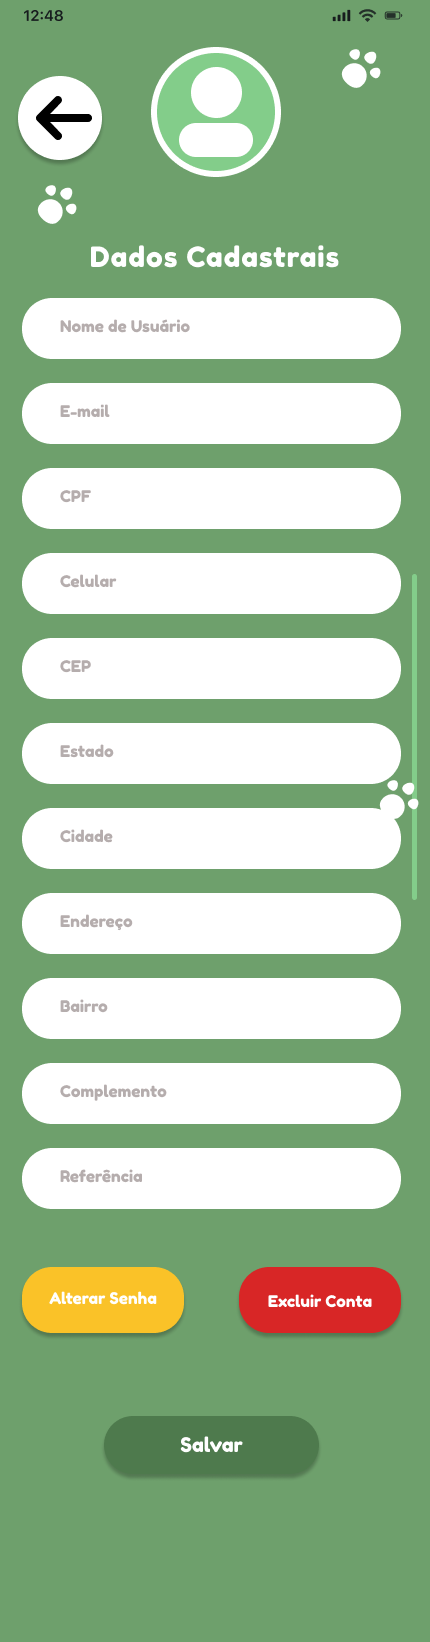 12:48
Dados Cadastrais
Nome de Usuário
E-mail
CPF
Celular
CEP
Estado
Cidade
Endereço
Bairro
Complemento
Referência
Alterar Senha
Excluir Conta
Salvar